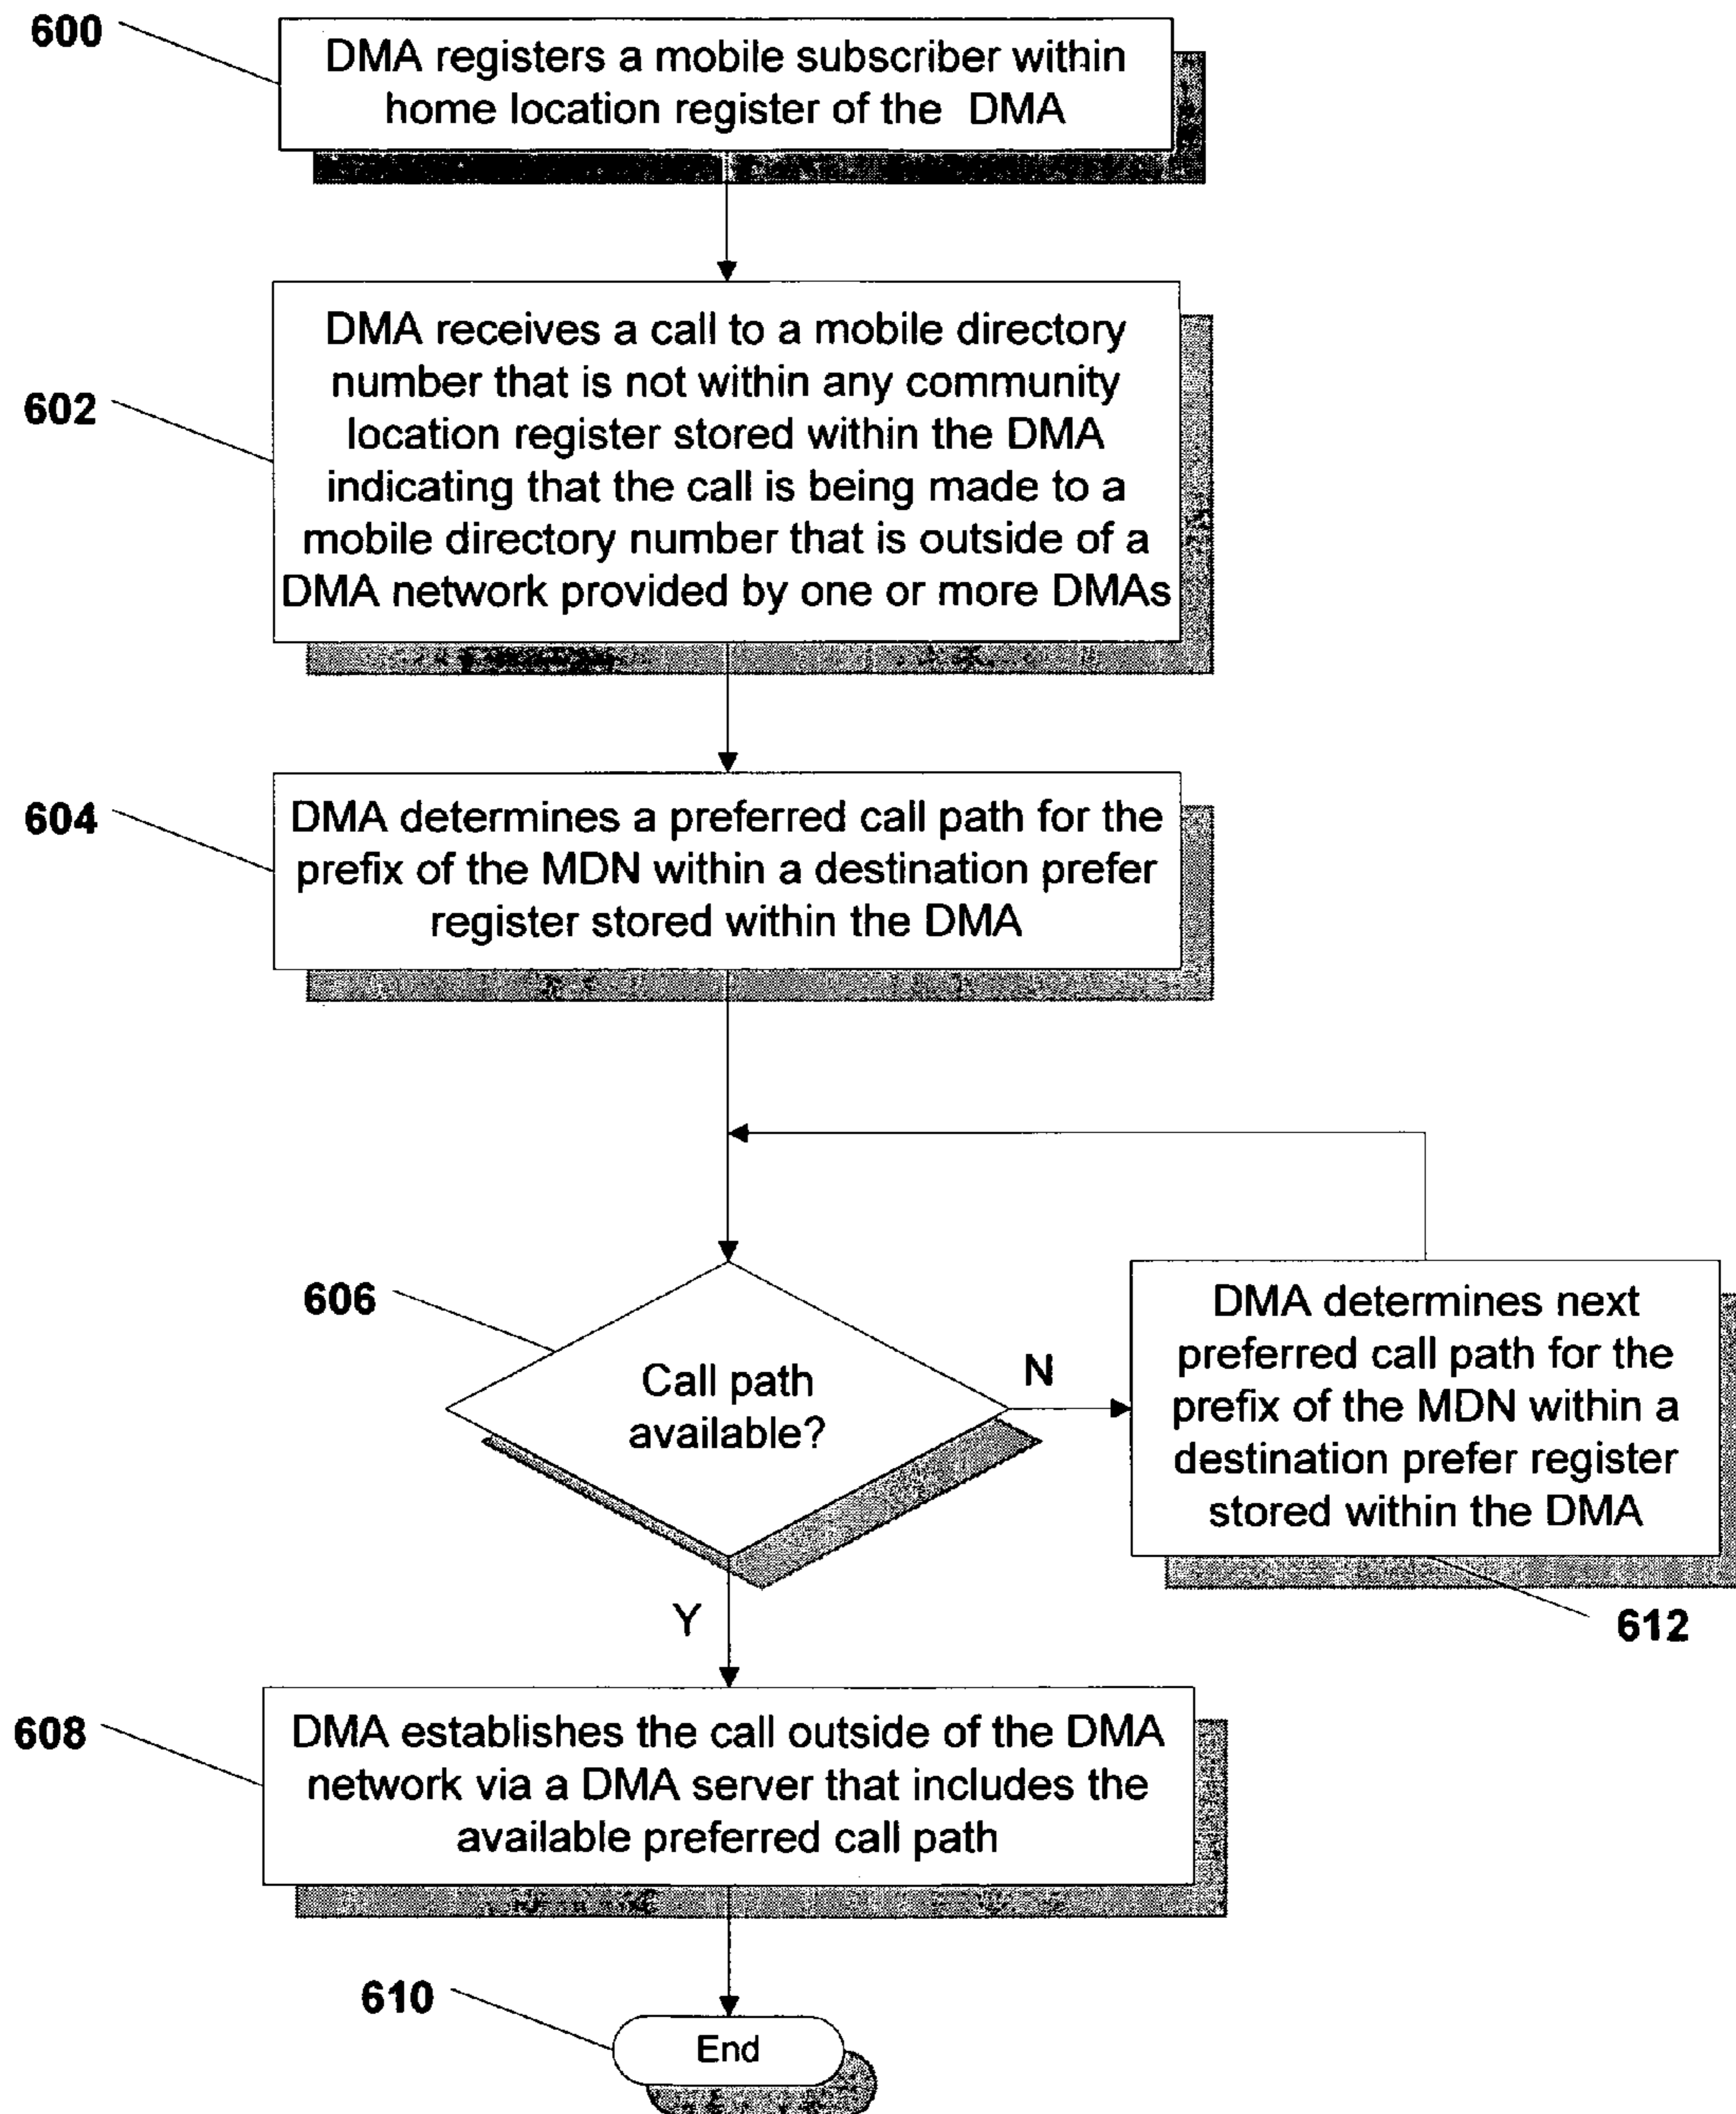 600
DMA registers a mobile subscriber within
home location register of the DMA
602
DMA receives a call to a mobile directory
number that is not within any community
location register stored within the DMA
indicating that the call is being made to a
mobile directory number that is outside of a
DMA network provided by one or more DMAs
604
DMA determines a preferred call path for the
prefix of the MDN within a destination prefer
register stored within the DMA
606
Call path
available?
N
DMA determines next
preferred call path for the
prefix of the MDN within a
destination prefer register
stored within the DMA
612
Y
608
DMA establishes the call outside of the DMA
network via a DMA server that includes the
available preferred call path
610
End